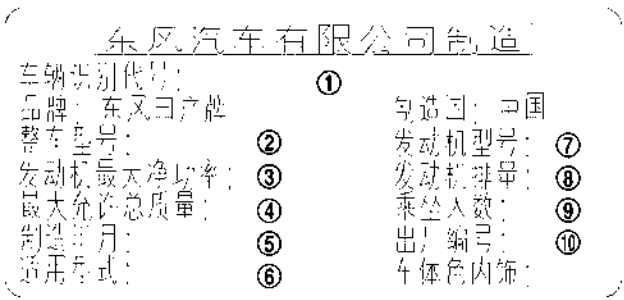 东风汽车有限公司制造
车辆识别代号: ①
品牌: 东风日产牌 制造国: 中国
整车型号: ② 发动机型号: ⑦
发动机最大净功率: ③ 发动机排量: ⑧
最大允许总质量: ④ 乘坐人数: ⑨
制造年月: ⑤ 出厂编号: ⑩
适用车式: ⑥ 车体色内饰: